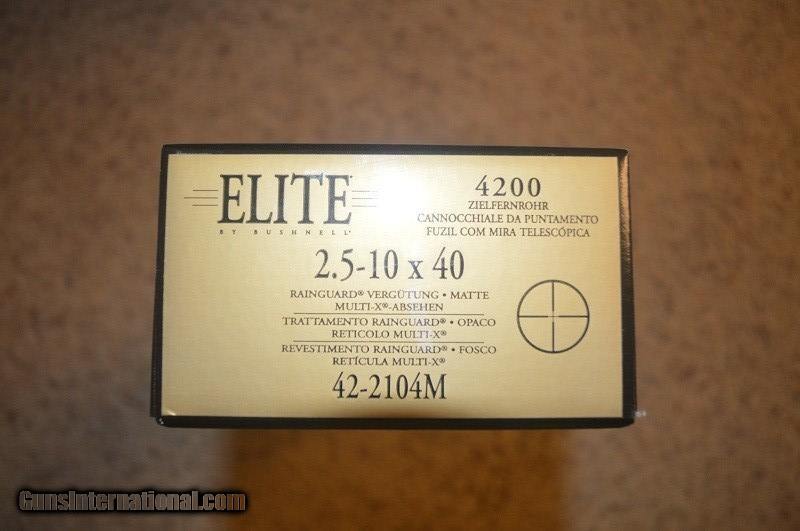 ELITE
BY BUSHNELL®
4200
ZIELFERNROHR
CANNOCCHIALE DA PUNTAMENTO
FUZIL COM MIRA TELESCÓPICA
2.5-10 x 40
RAINGUARD® VERGÜTUNG • MATTE
MULTI-X®-ABSEHEN
TRATTAMENTO RAINGUARD® • OPACO
RETICOLO MULTI-X®
REVESTIMENTO RAINGUARD® • FOSCO
RETÍCULA MULTI-X®
42-2104M
GunsInternational.com